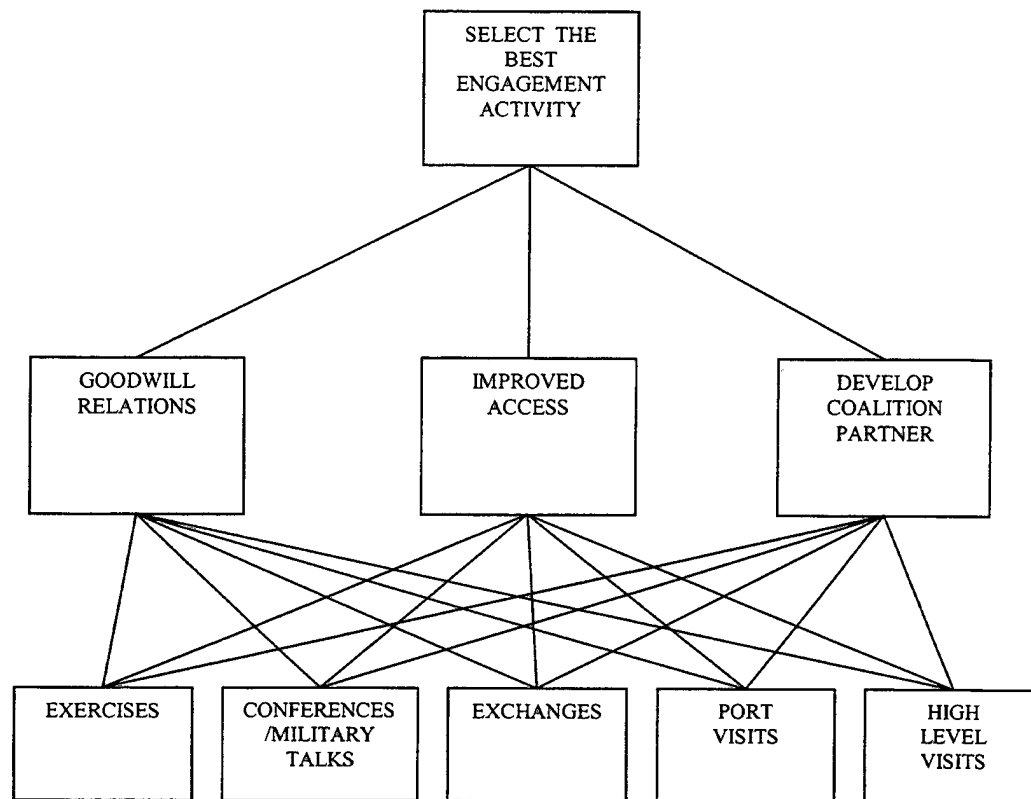 SELECT THE
BEST
ENGAGEMENT
ACTIVITY
GOODWILL
RELATIONS
IMPROVED
ACCESS
DEVELOP
COALITION
PARTNER
EXERCISES
CONFERENCES
/MILITARY
TALKS
EXCHANGES
PORT
VISITS
HIGH
LEVEL
VISITS